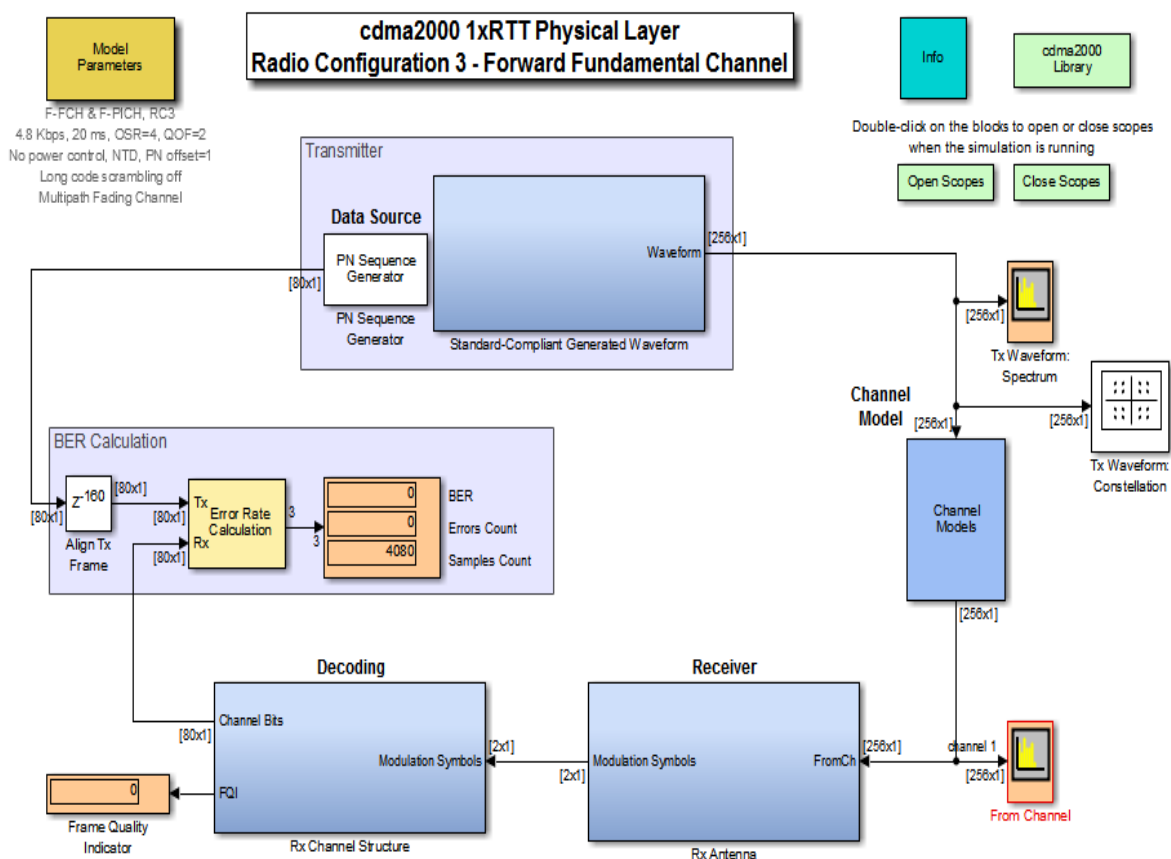 Model
Parameters
cdma2000 1xRTT Physical Layer
Radio Configuration 3 - Forward Fundamental Channel
Info
cdma2000
Library
F-FCH & F-PICH, RC3
4.8 Kbps, 20 ms, OSR=4, QOF=2
No power control, NTD, PN offset=1
Long code scrambling off
Multipath Fading Channel
Double-click on the blocks to open or close scopes
when the simulation is running
Open Scopes
Close Scopes
Transmitter
Data Source
PN Sequence
Generator
[80x1]
PN Sequence
Generator
Waveform
[256x1]
Standard-Compliant Generated Waveform
[256x1]
Tx Waveform:
Spectrum
Channel
Model
[256x1]
[256x1]
Tx Waveform:
Constellation
Channel
Models
[256x1]
BER Calculation
[80x1]
Z-160
[80x1]
Align Tx
Frame
[80x1]
Tx
Rx
Error Rate
Calculation
[80x1]
3
3
0
BER
0
Errors Count
4080
Samples Count
Decoding
Channel Bits
[80x1]
Modulation Symbols
[2x1]
FQI
Rx Channel Structure
0
Frame Quality
Indicator
Receiver
[2x1]
Modulation Symbols
FromCh
[256x1]
Rx Antenna
channel 1
[256x1]
From Channel